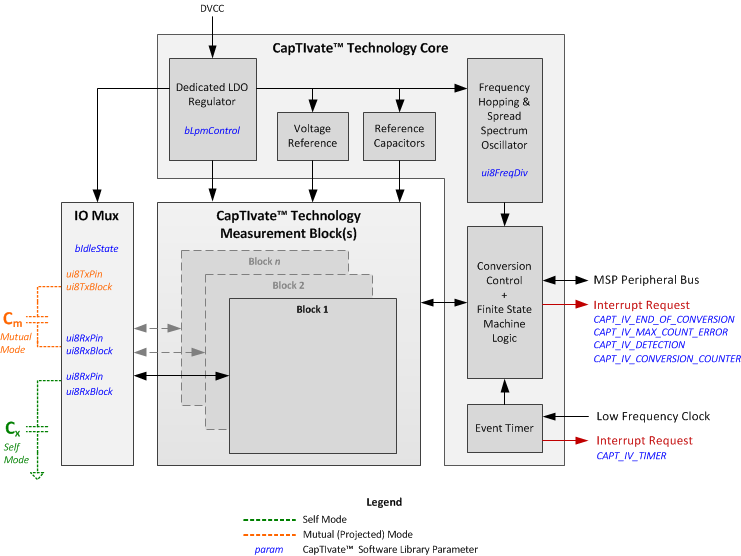 DVCC
CapTIvate™ Technology Core
Dedicated LDO
Regulator
bLpmControl
Voltage
Reference
Reference
Capacitors
Frequency
Hopping &
Spread
Spectrum
Oscillator
ui8FreqDiv
IO Mux
bIdleState
ui8TxPin
ui8TxBlock
Cm
Mutual
Mode
ui8RxPin
ui8RxBlock
ui8RxPin
ui8RxBlock
Cx
Self
Mode
CapTIvate™ Technology
Measurement Block(s)
Block n
Block 2
Block 1
Conversion
Control
+
Finite State
Machine
Logic
MSP Peripheral Bus
Interrupt Request
CAPT_IV_END_OF_CONVERSION
CAPT_IV_MAX_COUNT_ERROR
CAPT_IV_DETECTION
CAPT_IV_CONVERSION_COUNTER
Event Timer
Low Frequency Clock
Interrupt Request
CAPT_IV_TIMER
Legend
Self Mode
Mutual (Projected) Mode
param CapTIvate™ Software Library Parameter